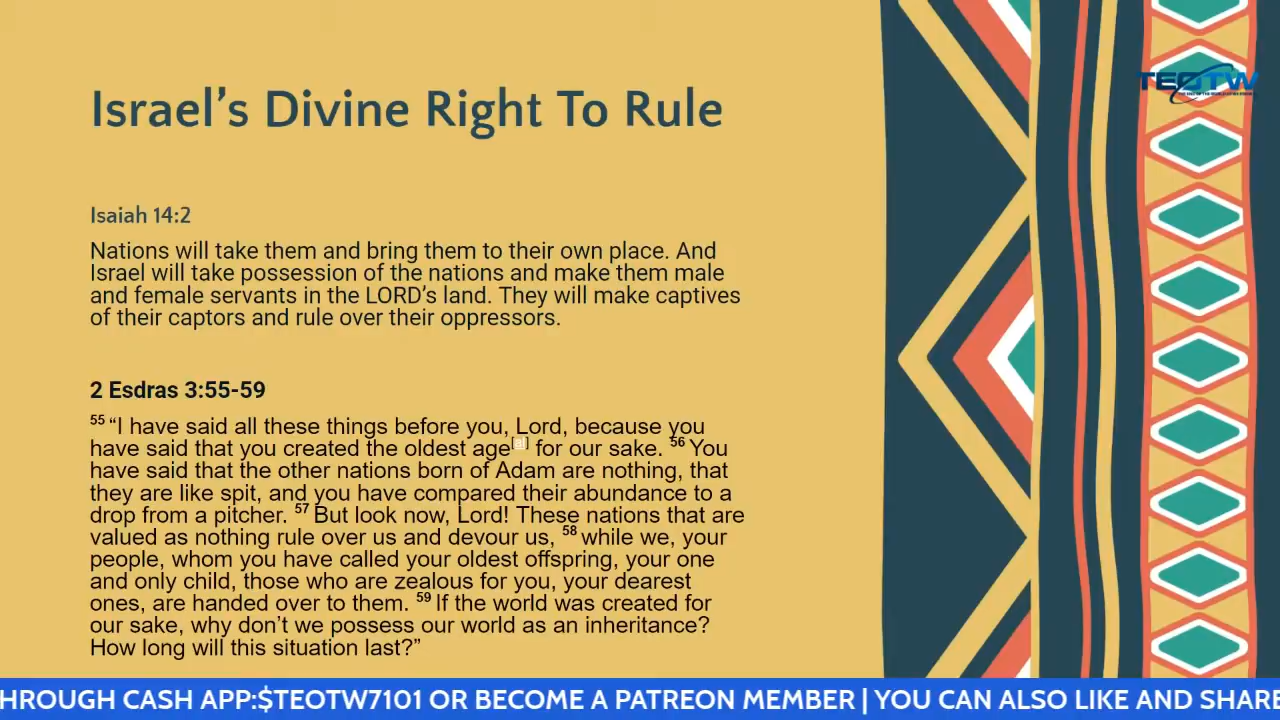 TEOTW
Israel’s Divine Right To Rule
Isaiah 14:2
Nations will take them and bring them to their own place. And
Israel will take possession of the nations and make them male
and female servants in the LORD’s land. They will make captives
of their captors and rule over their oppressors.
2 Esdras 3:55-59
55 “I have said all these things before you, Lord, because you
have said that you created the oldest age[a] for our sake. 56 You
have said that the other nations born of Adam are nothing, that
they are like spit, and you have compared their abundance to a
drop from a pitcher. 57 But look now, Lord! These nations that are
valued as nothing rule over us and devour us, 58 while we, your
people, whom you have called your oldest offspring, your one
and only child, those who are zealous for you, your dearest
ones, are handed over to them. 59 If the world was created for
our sake, why don’t we possess our world as an inheritance?
How long will this situation last?”
HROUGH CASH APP:$TEOTW7101 OR BECOME A PATREON MEMBER | YOU CAN ALSO LIKE AND SHARE